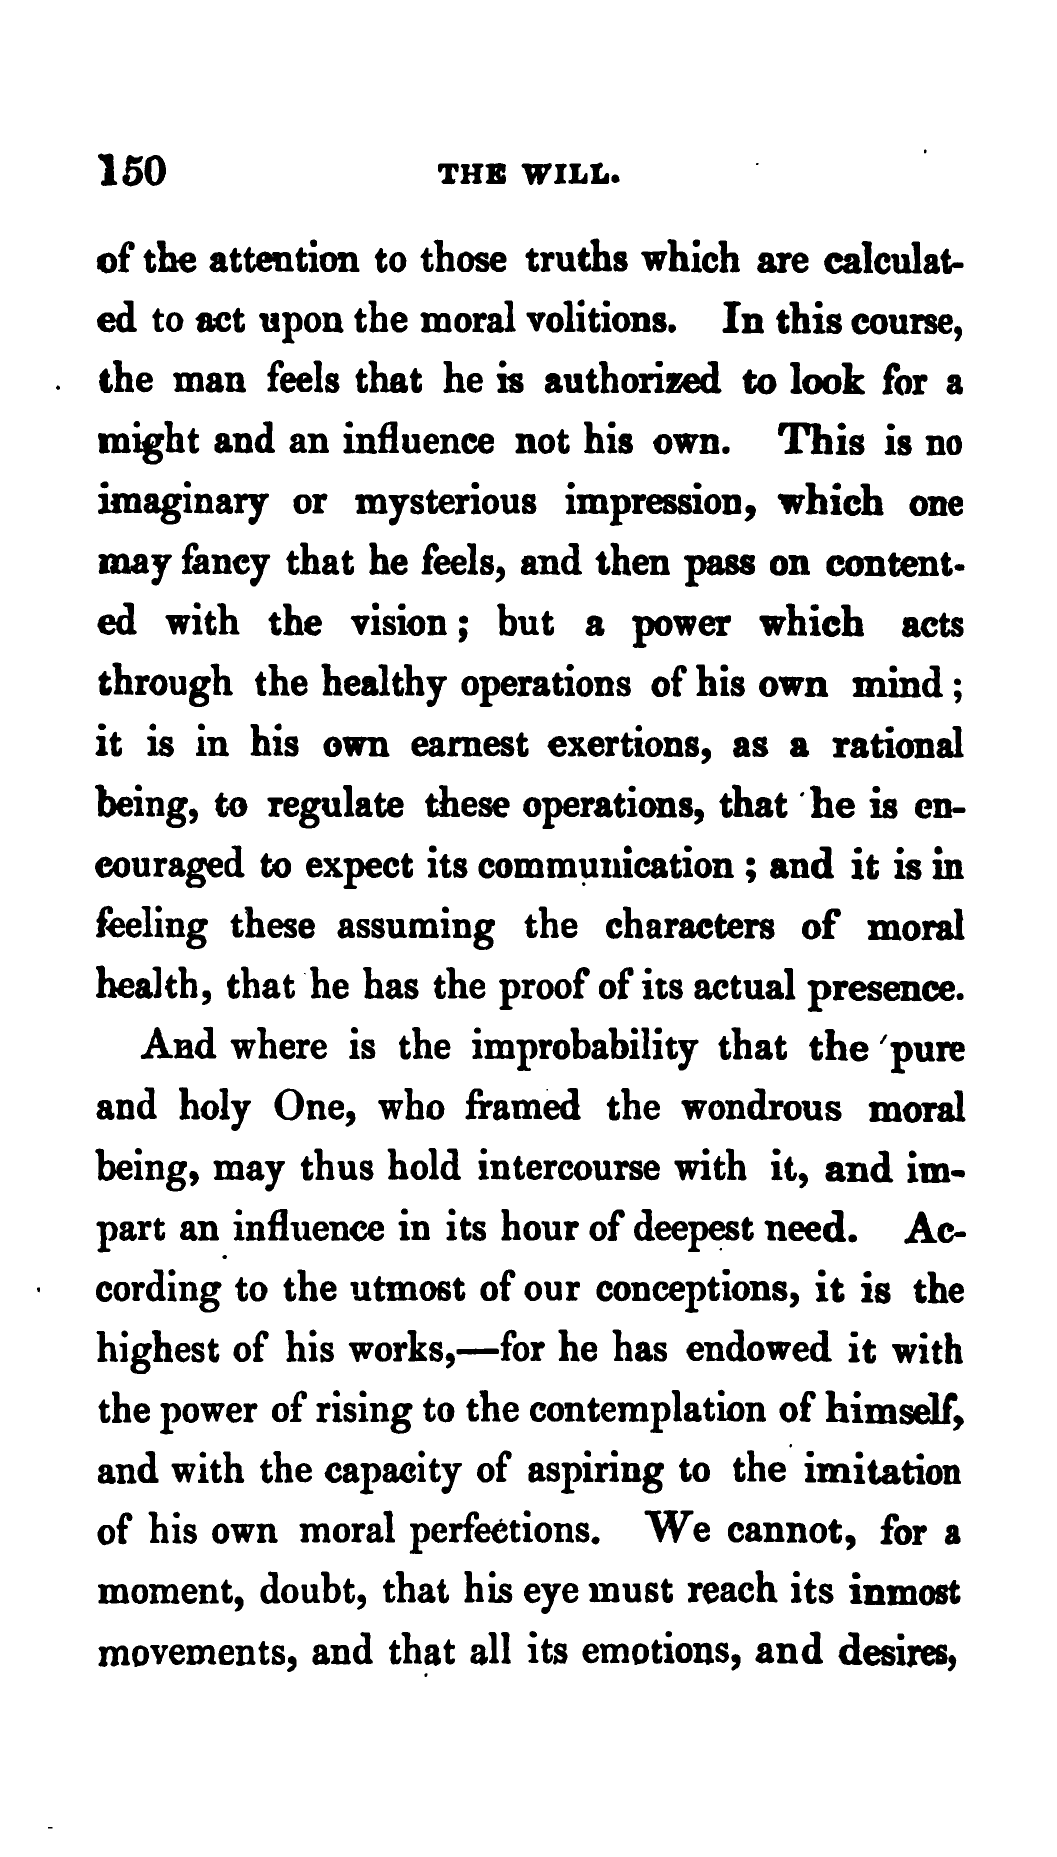 150 THE WILL.
of the attention to those truths which are calculat-
ed to act upon the moral volitions. In this course,
the man feels that he is authorized to look for a
might and an influence not his own. This is no
imaginary or mysterious impression, which one
may fancy that he feels, and then pass on content-
ed with the vision; but a power which acts
through the healthy operations of his own mind;
it is in his own earnest exertions, as a rational
being, to regulate these operations, that he is en-
couraged to expect its communication; and it is in
feeling these assuming the characters of moral
health, that he has the proof of its actual presence.
And where is the improbability that the pure
and holy One, who framed the wondrous moral
being, may thus hold intercourse with it, and im-
part an influence in its hour of deepest need. Ac-
cording to the utmost of our conceptions, it is the
highest of his works,—for he has endowed it with
the power of rising to the contemplation of himself,
and with the capacity of aspiring to the imitation
of his own moral perfections. We cannot, for a
moment, doubt, that his eye must reach its inmost
movements, and that all its emotions, and desires,